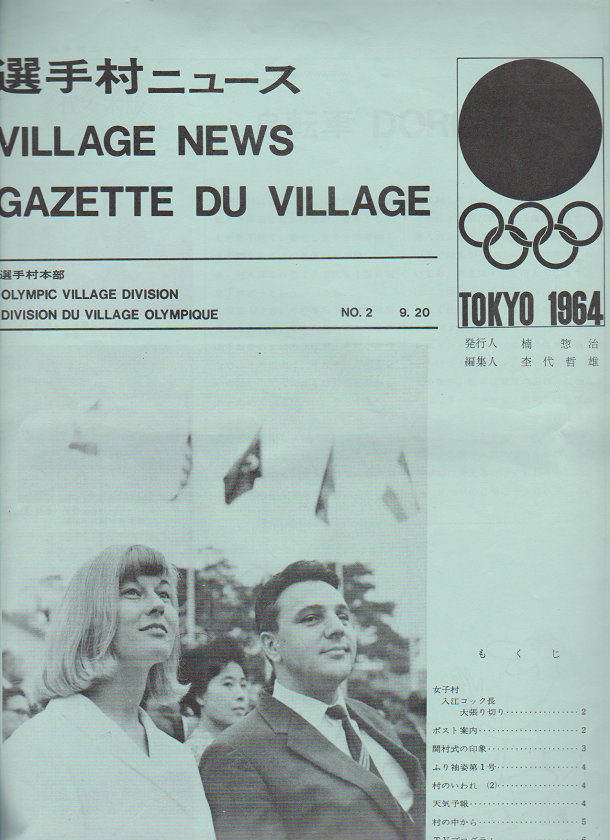 選手村ニュース
VILLAGE NEWS
GAZETTE DU VILLAGE
選手村本部
OLYMPIC VILLAGE DIVISION
DIVISION DU VILLAGE OLYMPIQUE
NO. 2 9. 20
TOKYO 1964
発行人 楠 惣 治
編集人 杢 代 哲 雄
も く じ
女子村
入江コック長
大張り切り················2
ポスト案内····················2
開村式の印象··················3
ふり袖姿第1号················4
村のいわれ (2)················4
天気予報······················4
村の中から····················5